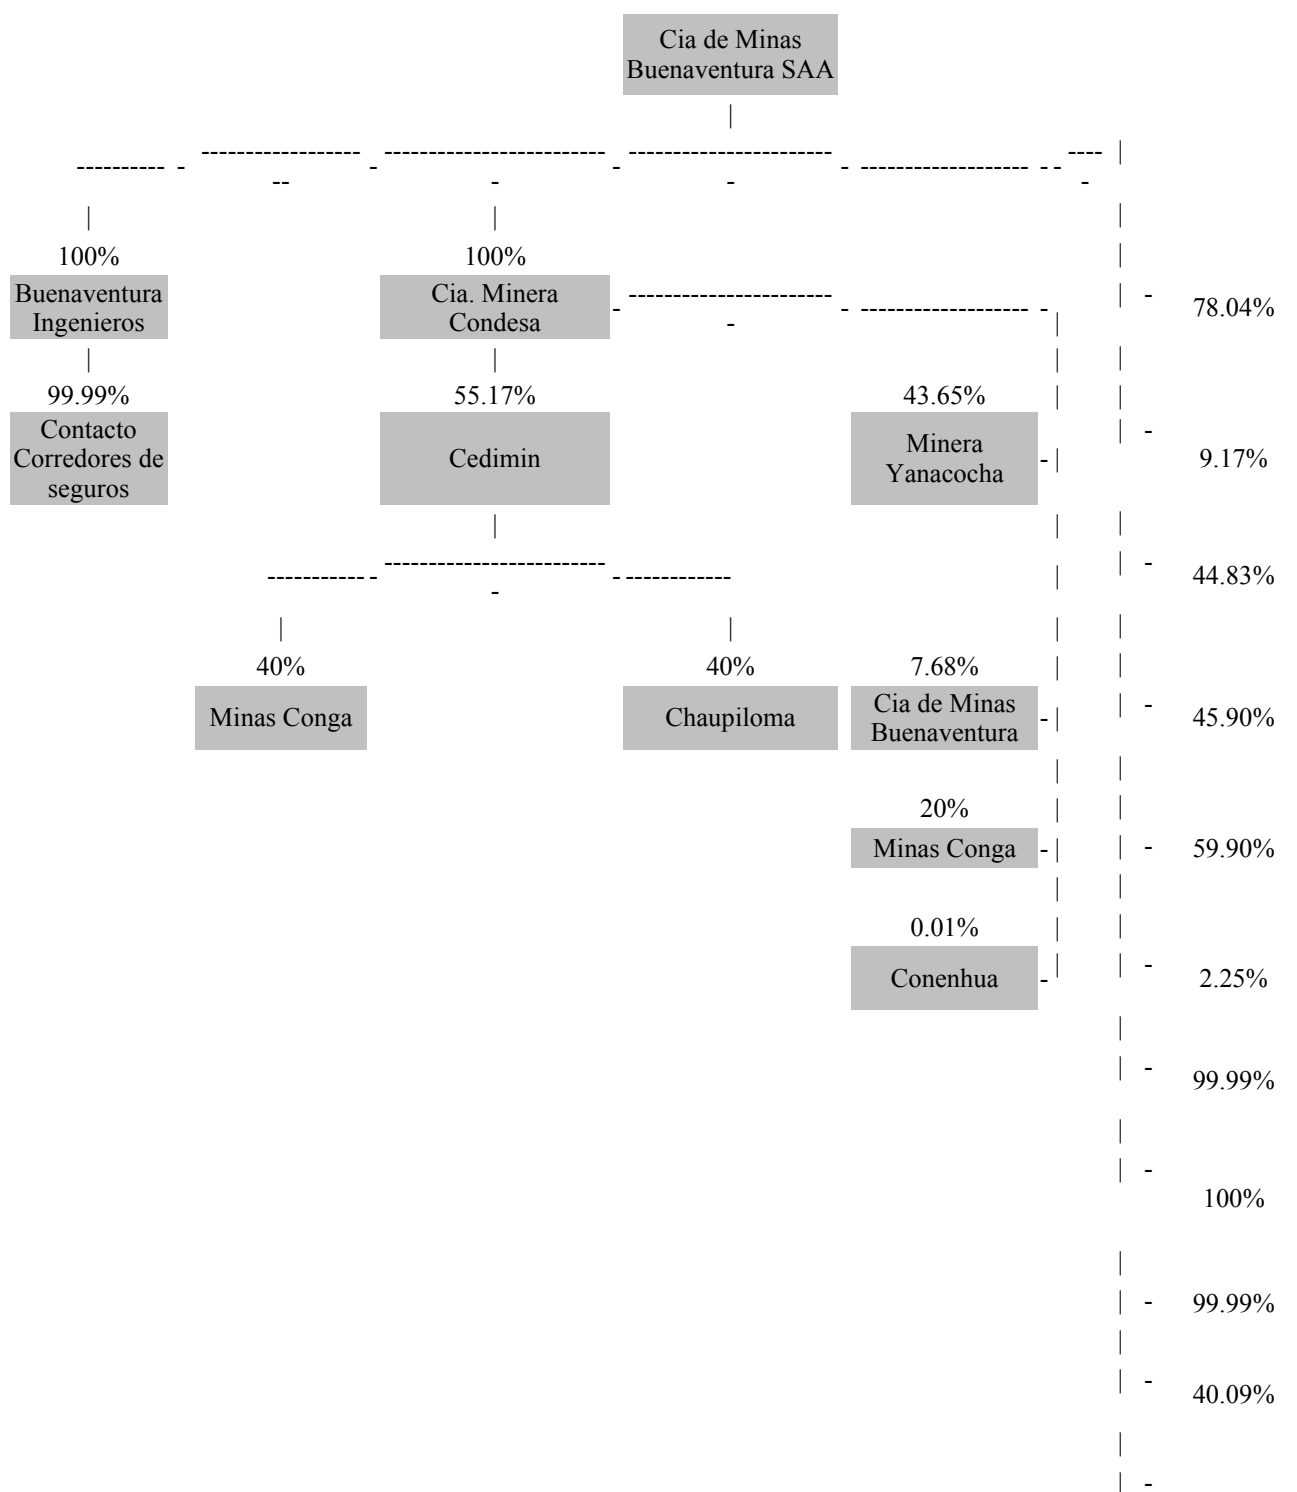 Cia de Minas
Buenaventura SAA
100%
100%
Buenaventura
Ingenieros
Cia. Minera
Condesa
78.04%
99.99%
55.17%
43.65%
Contacto
Corredores de
seguros
Cedimin
Minera
Yanacocha
9.17%
44.83%
40%
40%
7.68%
Minas Conga
Chaupiloma
Cia de Minas
Buenaventura
45.90%
20%
Minas Conga
59.90%
0.01%
Conenhua
2.25%
99.99%
100%
99.99%
40.09%